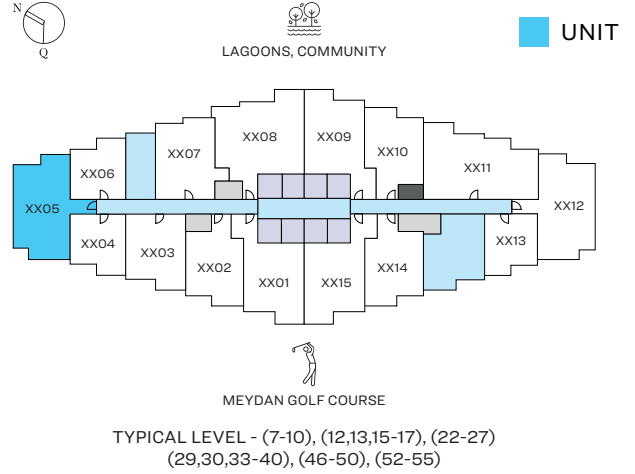 N
Q
LAGOONS, COMMUNITY
UNIT
XX08
XX09
XX07
XX10
XX06
XX11
XX05
XX12
XX04
XX03
XX02
XX01
XX15
XX14
XX13
MEYDAN GOLF COURSE
TYPICAL LEVEL - (7-10), (12,13,15-17), (22-27)
(29,30,33-40), (46-50), (52-55)